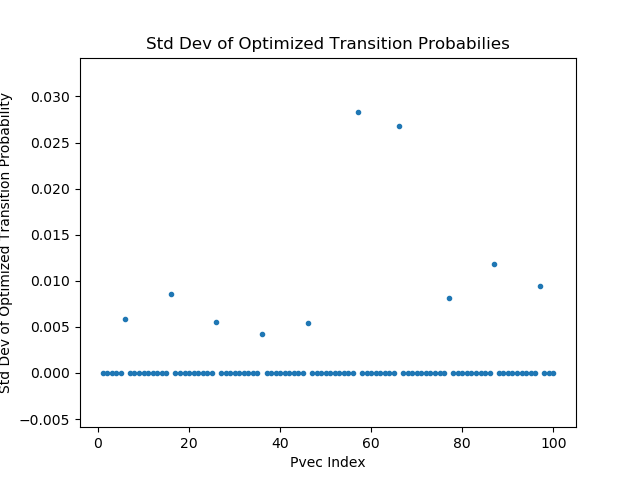 Std Dev of Optimized Transition Probabilies
Std Dev of Optimized Transition Probability
0.030
0.025
0.020
0.015
0.010
0.005
0.000
−0.005
0 20 40 60 80 100
Pvec Index